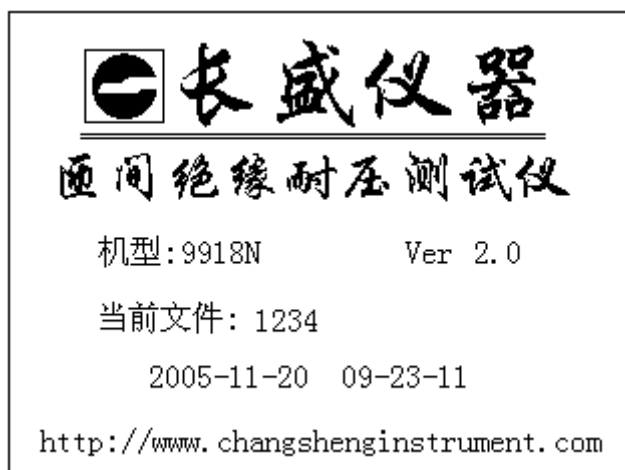 长盛仪器
匝间绝缘耐压测试仪
机型:9918N Ver 2.0
当前文件: 1234
2005-11-20 09-23-11
http://www.changshenginstrument.com